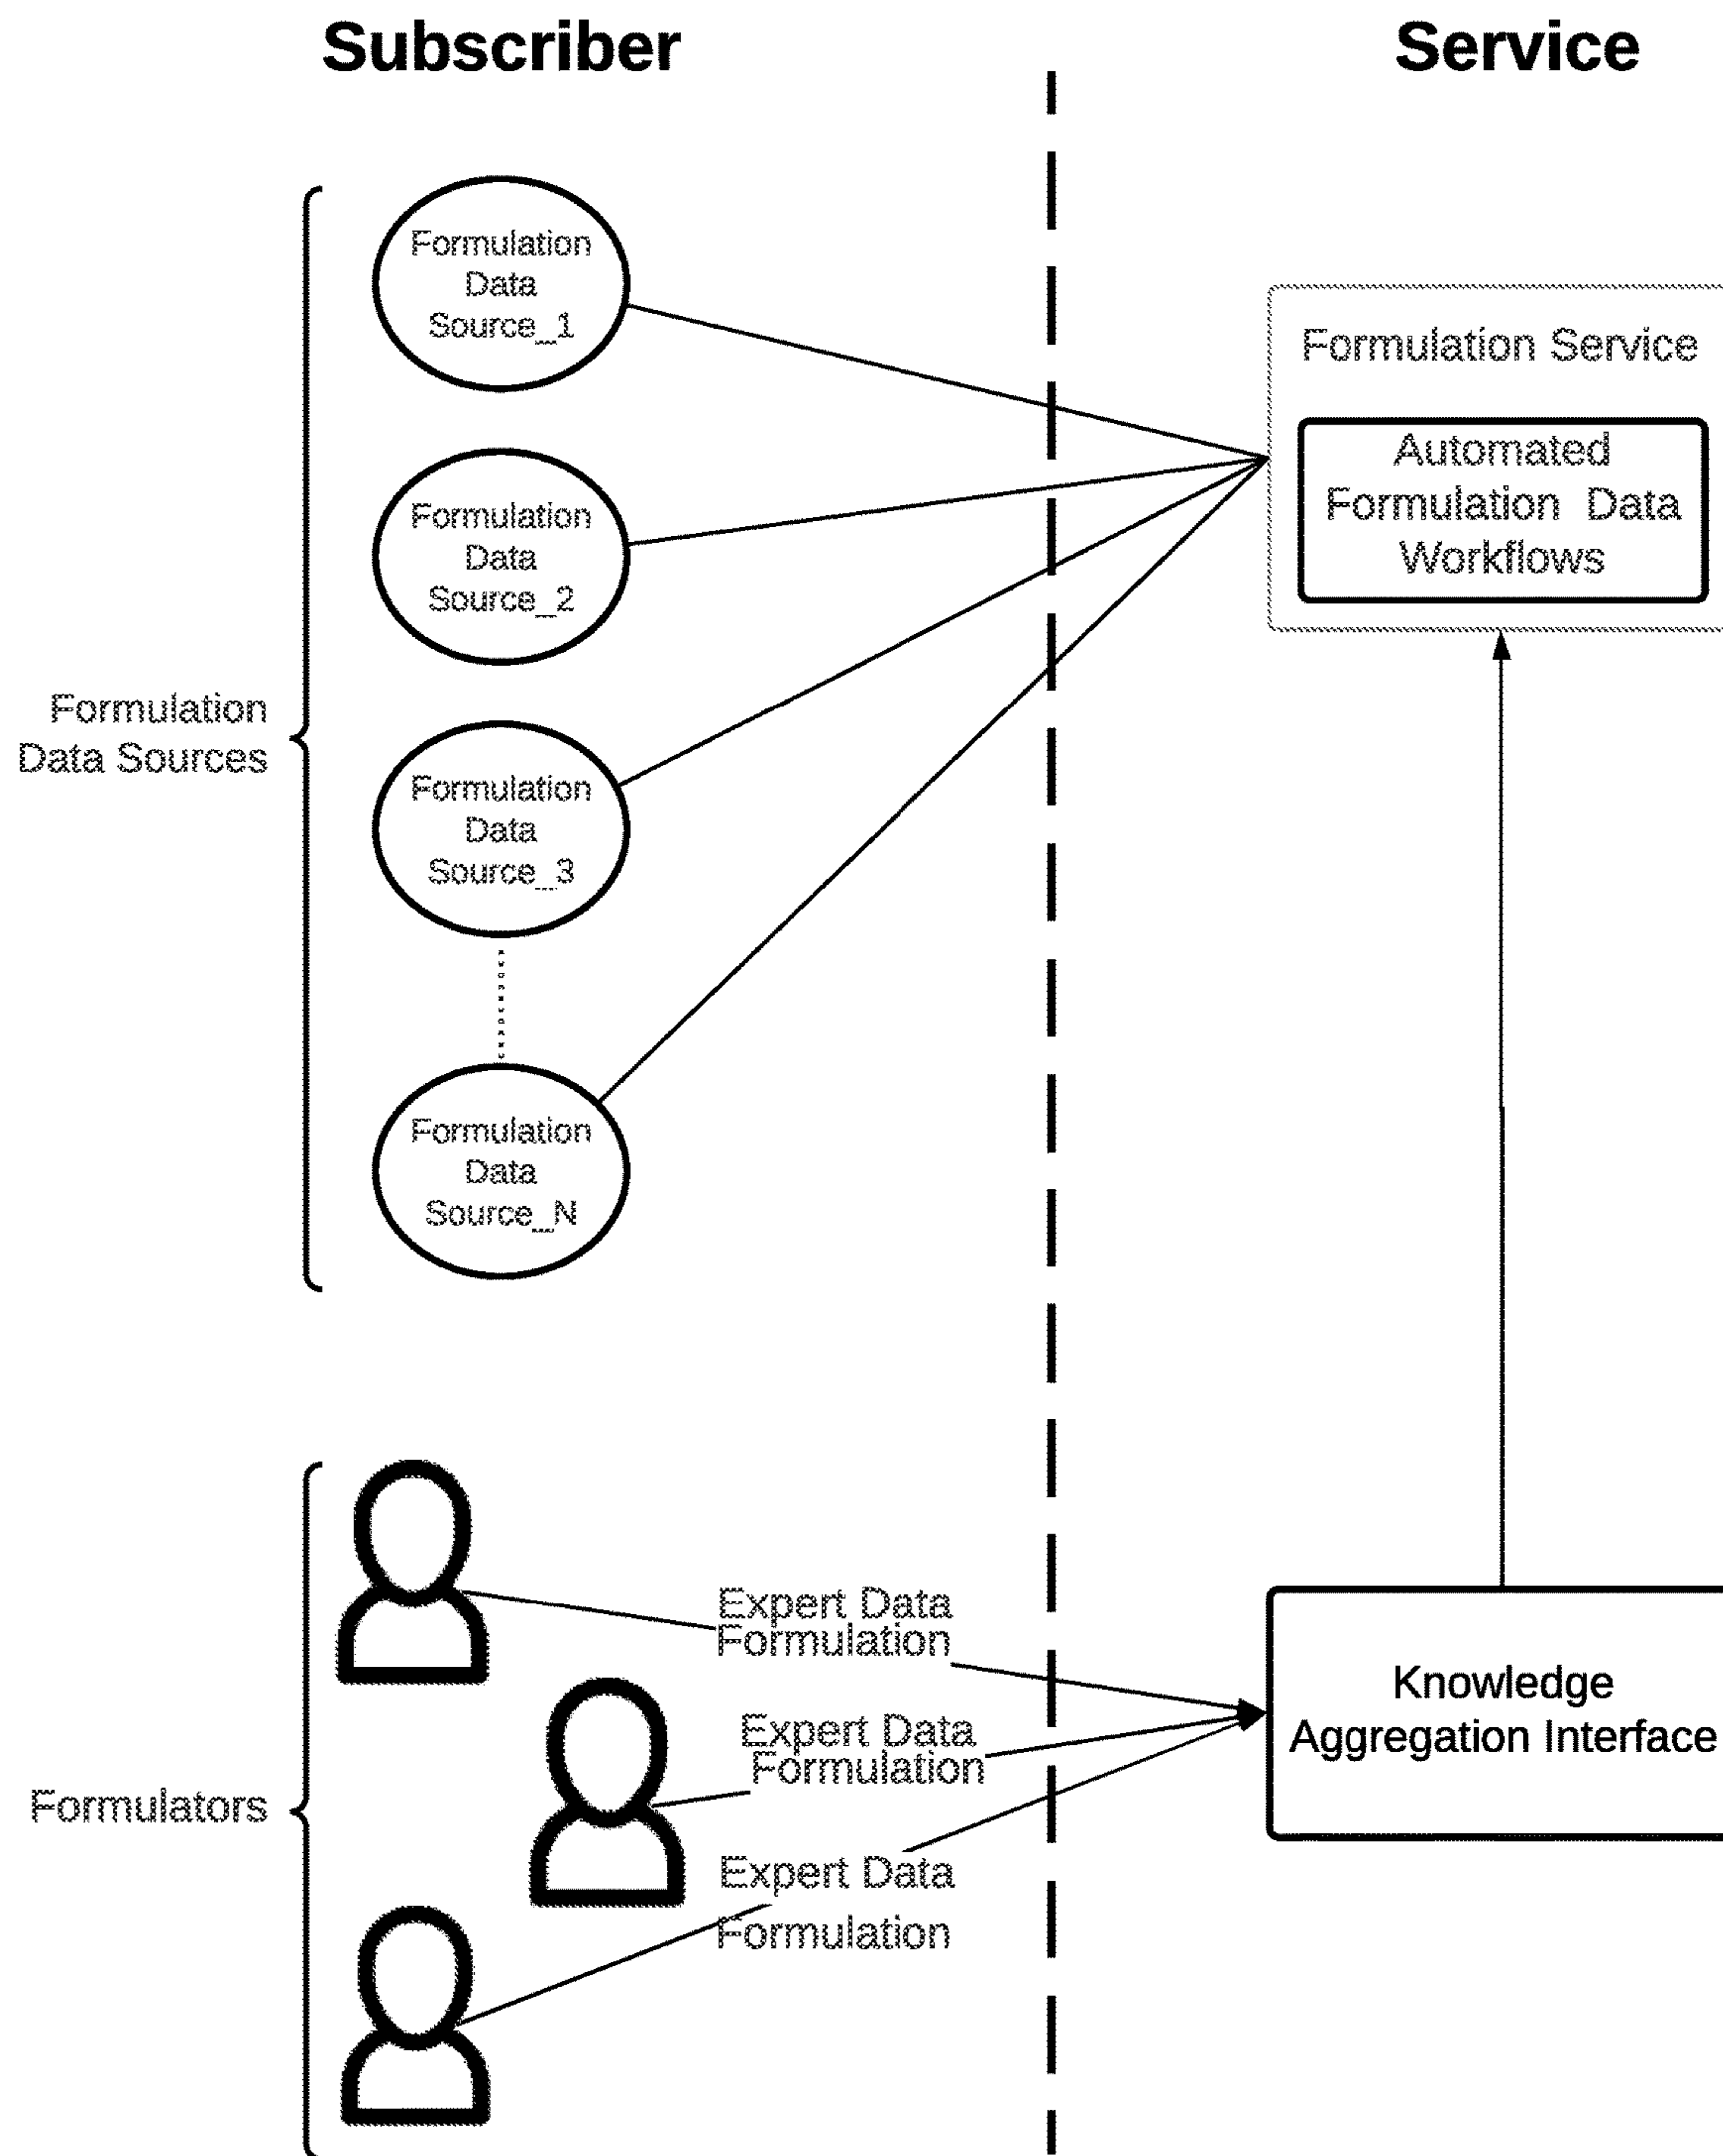 Subscriber
Service
Formulation
Data
Source_1
Formulation Service
Automated
Formulation Data
Workflows
Formulation
Data
Source_2
Formulation
Data Sources
Formulation
Data
Source_3
Formulation
Data
Source_N
Expert Data
Formulation
Knowledge
Aggregation Interface
Expert Data
Formulation
Formulators
Expert Data
Formulation